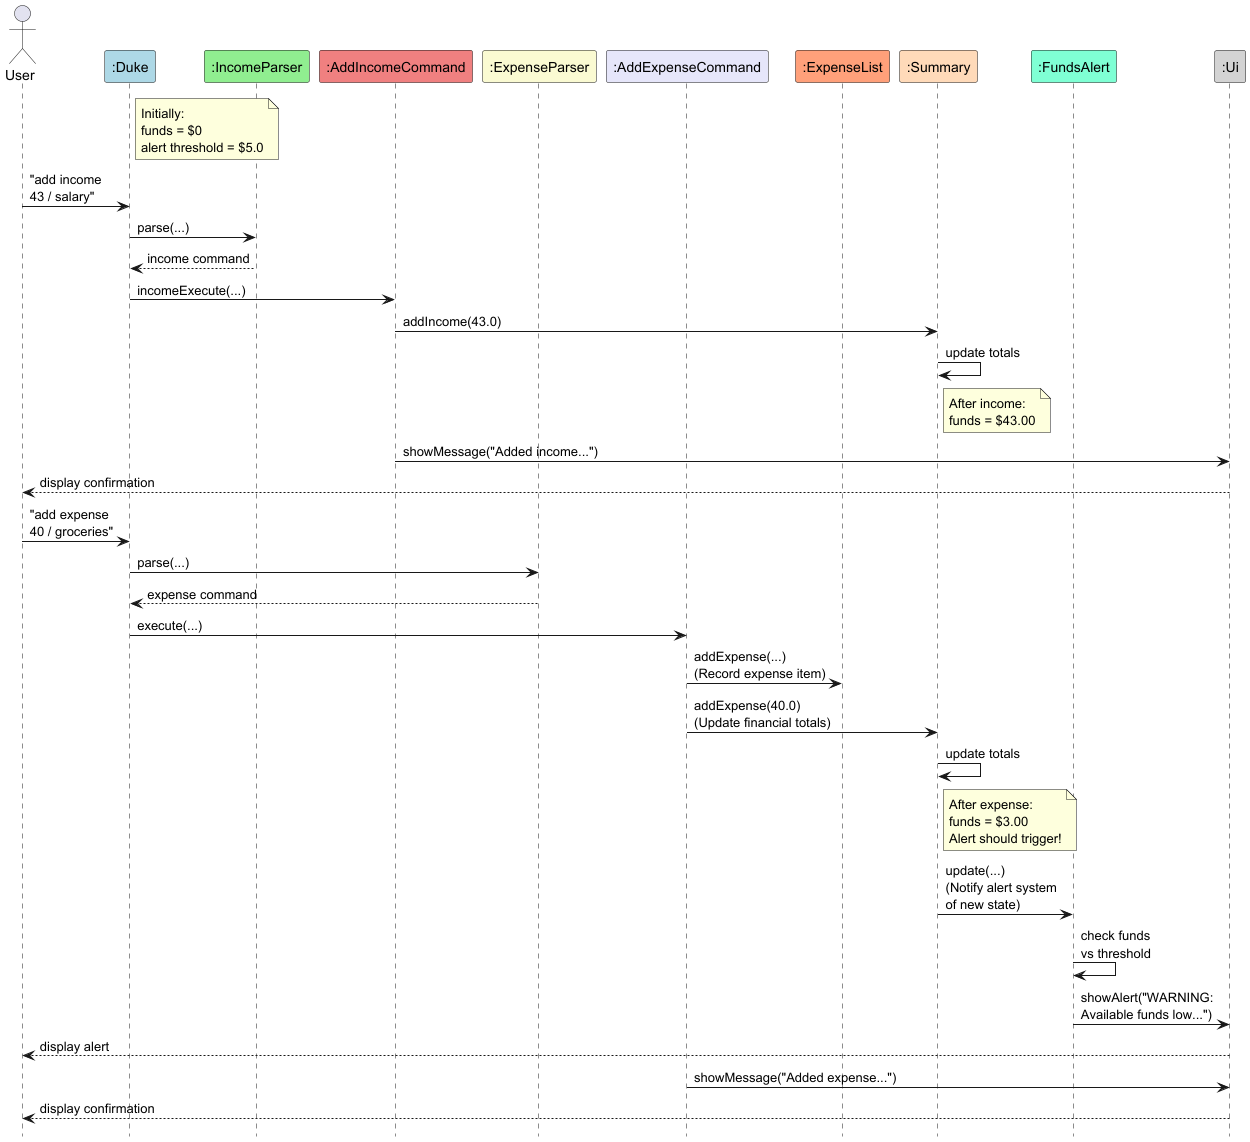 User
:Duke
:IncomeParser
:AddIncomeCommand
:ExpenseParser
:AddExpenseCommand
:ExpenseList
:Summary
:FundsAlert
:Ui
Initially:
funds = $0
alert threshold = $5.0
"add income
43 / salary"
parse(...)
income command
incomeExecute(...)
addIncome(43.0)
update totals
After income:
funds = $43.00
showMessage("Added income...")
display confirmation
"add expense
40 / groceries"
parse(...)
expense command
execute(...)
addExpense(...)
(Record expense item)
addExpense(40.0)
(Update financial totals)
update totals
After expense:
funds = $3.00
Alert should trigger!
update(...)
(Notify alert system
of new state)
check funds
vs threshold
showAlert("WARNING:
Available funds low...")
display alert
showMessage("Added expense...")
display confirmation